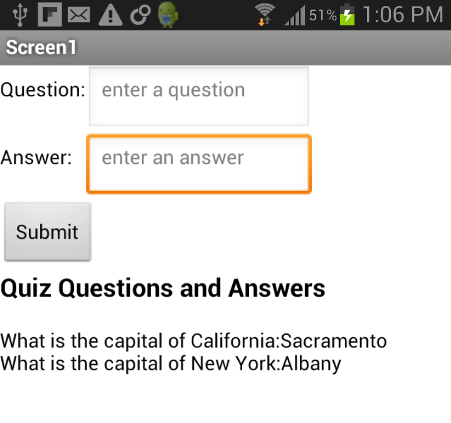 51% 1:06 PM
Screen1
Question: enter a question
Answer: enter an answer
Submit
Quiz Questions and Answers
What is the capital of California:Sacramento
What is the capital of New York:Albany